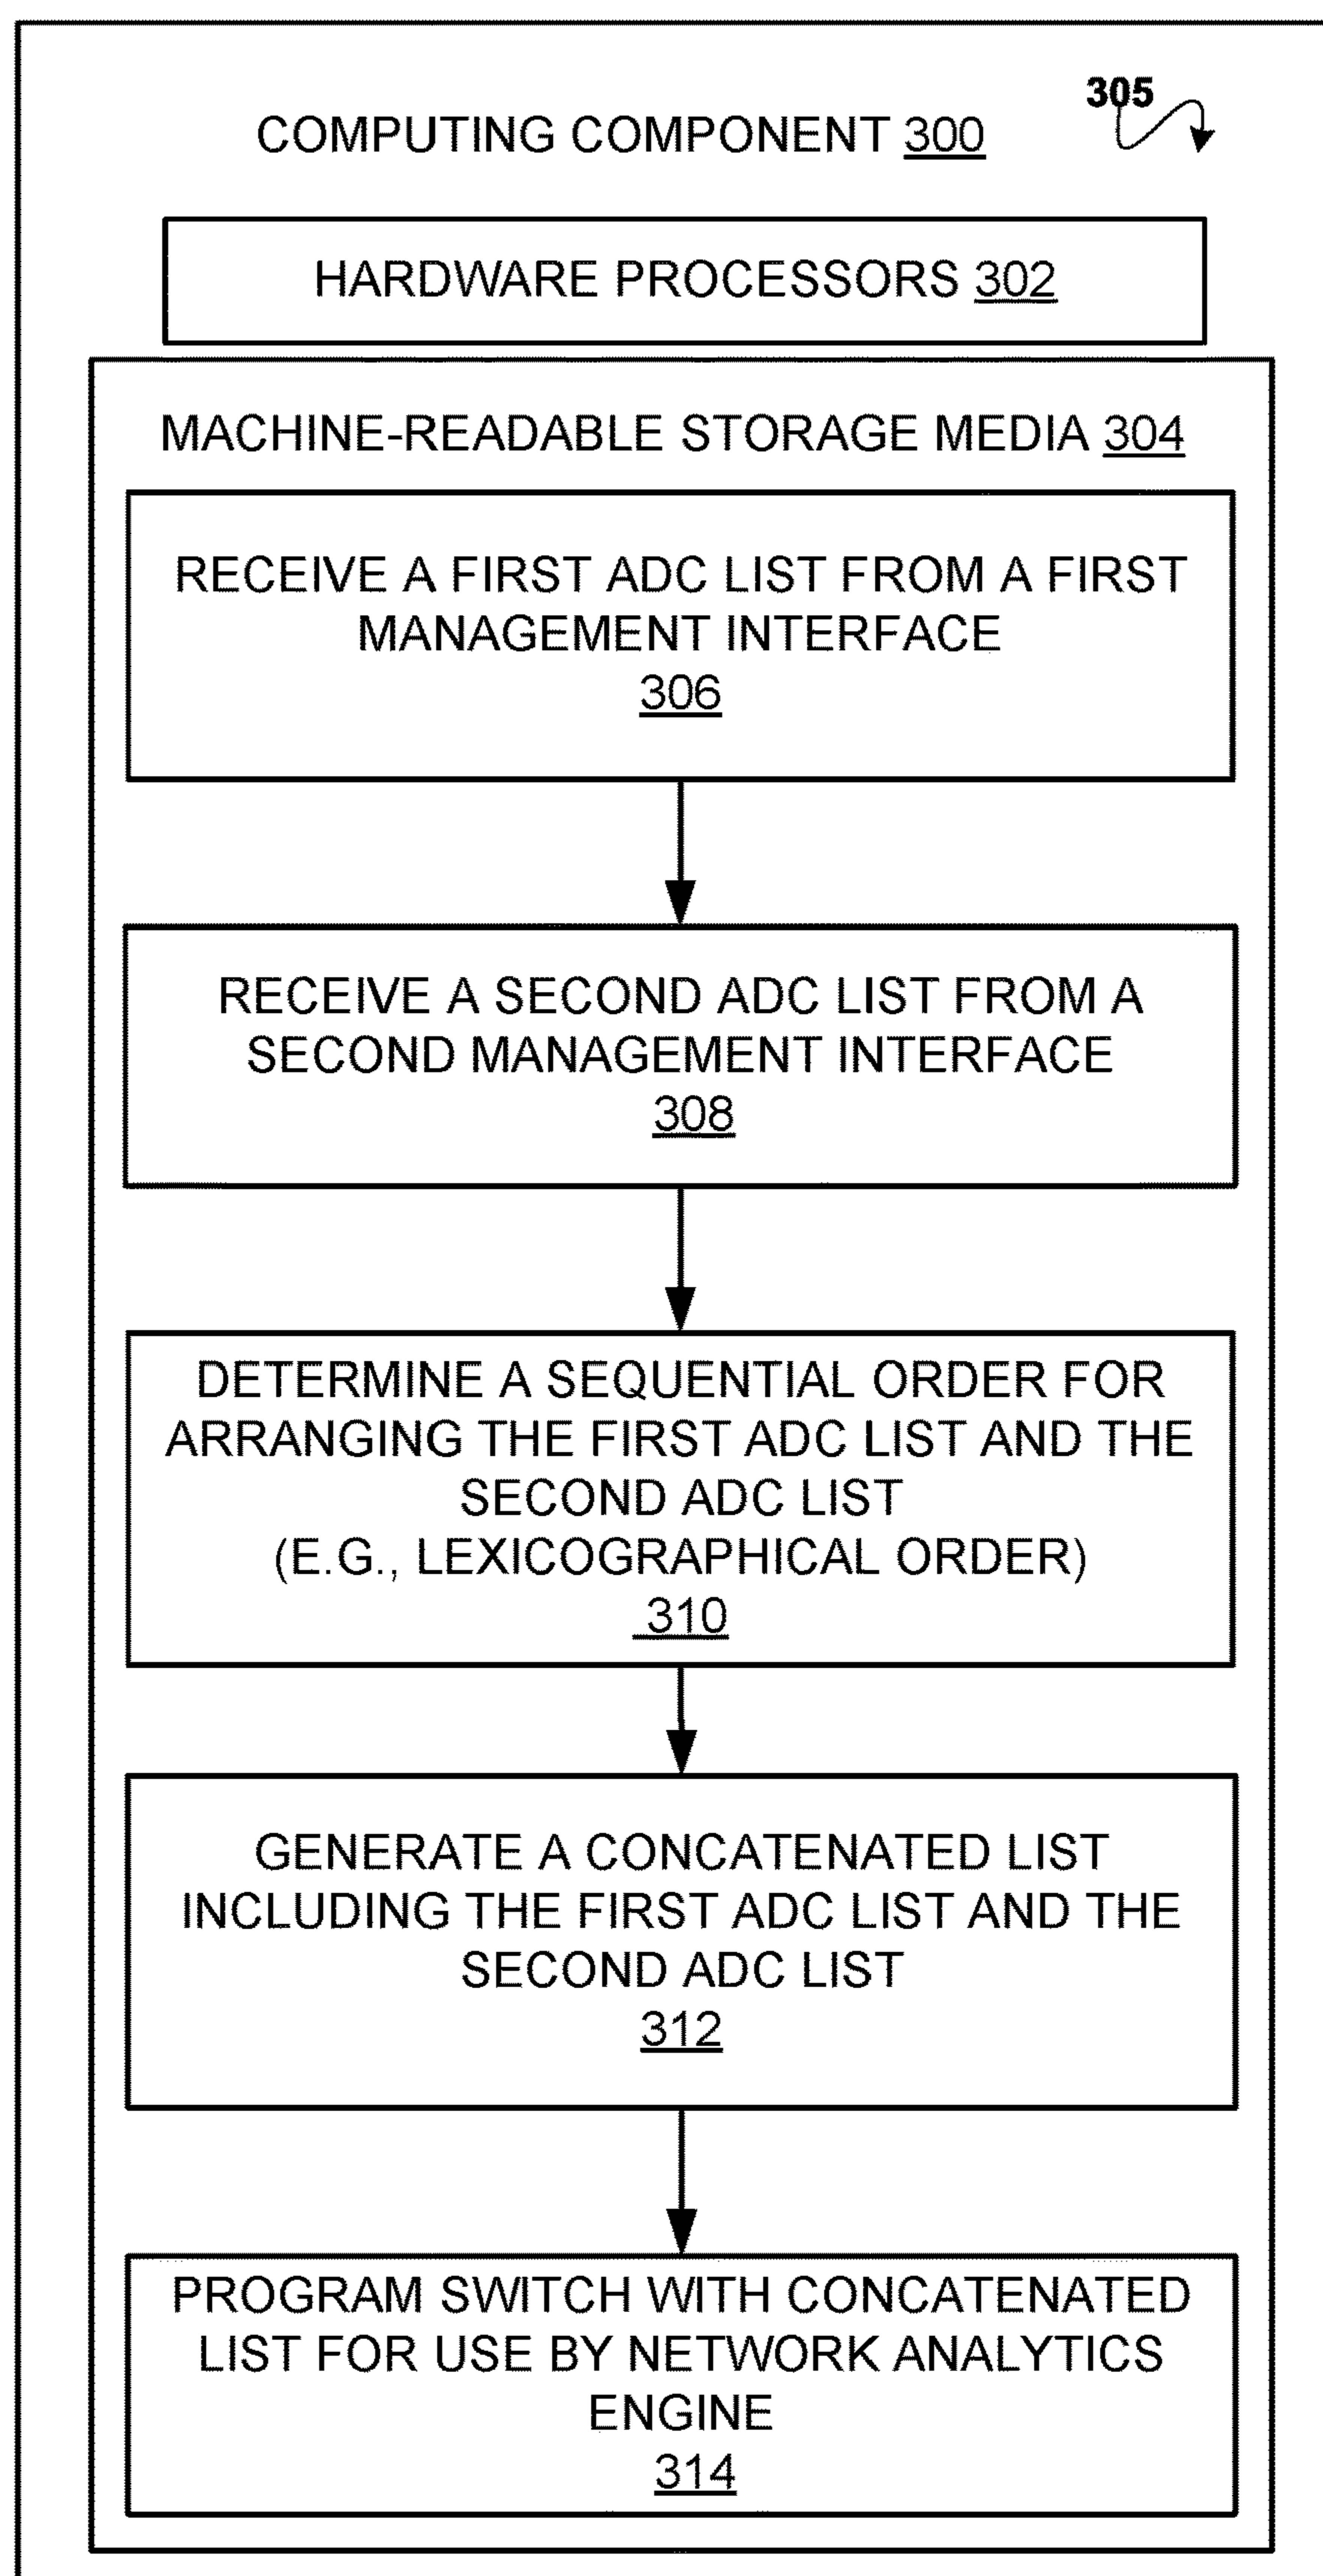 305
COMPUTING COMPONENT 300
HARDWARE PROCESSORS 302
MACHINE-READABLE STORAGE MEDIA 304
RECEIVE A FIRST ADC LIST FROM A FIRST
MANAGEMENT INTERFACE
306
RECEIVE A SECOND ADC LIST FROM A
SECOND MANAGEMENT INTERFACE
308
DETERMINE A SEQUENTIAL ORDER FOR
ARRANGING THE FIRST ADC LIST AND THE
SECOND ADC LIST
(E.G., LEXICOGRAPHICAL ORDER)
310
GENERATE A CONCATENATED LIST
INCLUDING THE FIRST ADC LIST AND THE
SECOND ADC LIST
312
PROGRAM SWITCH WITH CONCATENATED
LIST FOR USE BY NETWORK ANALYTICS
ENGINE
314